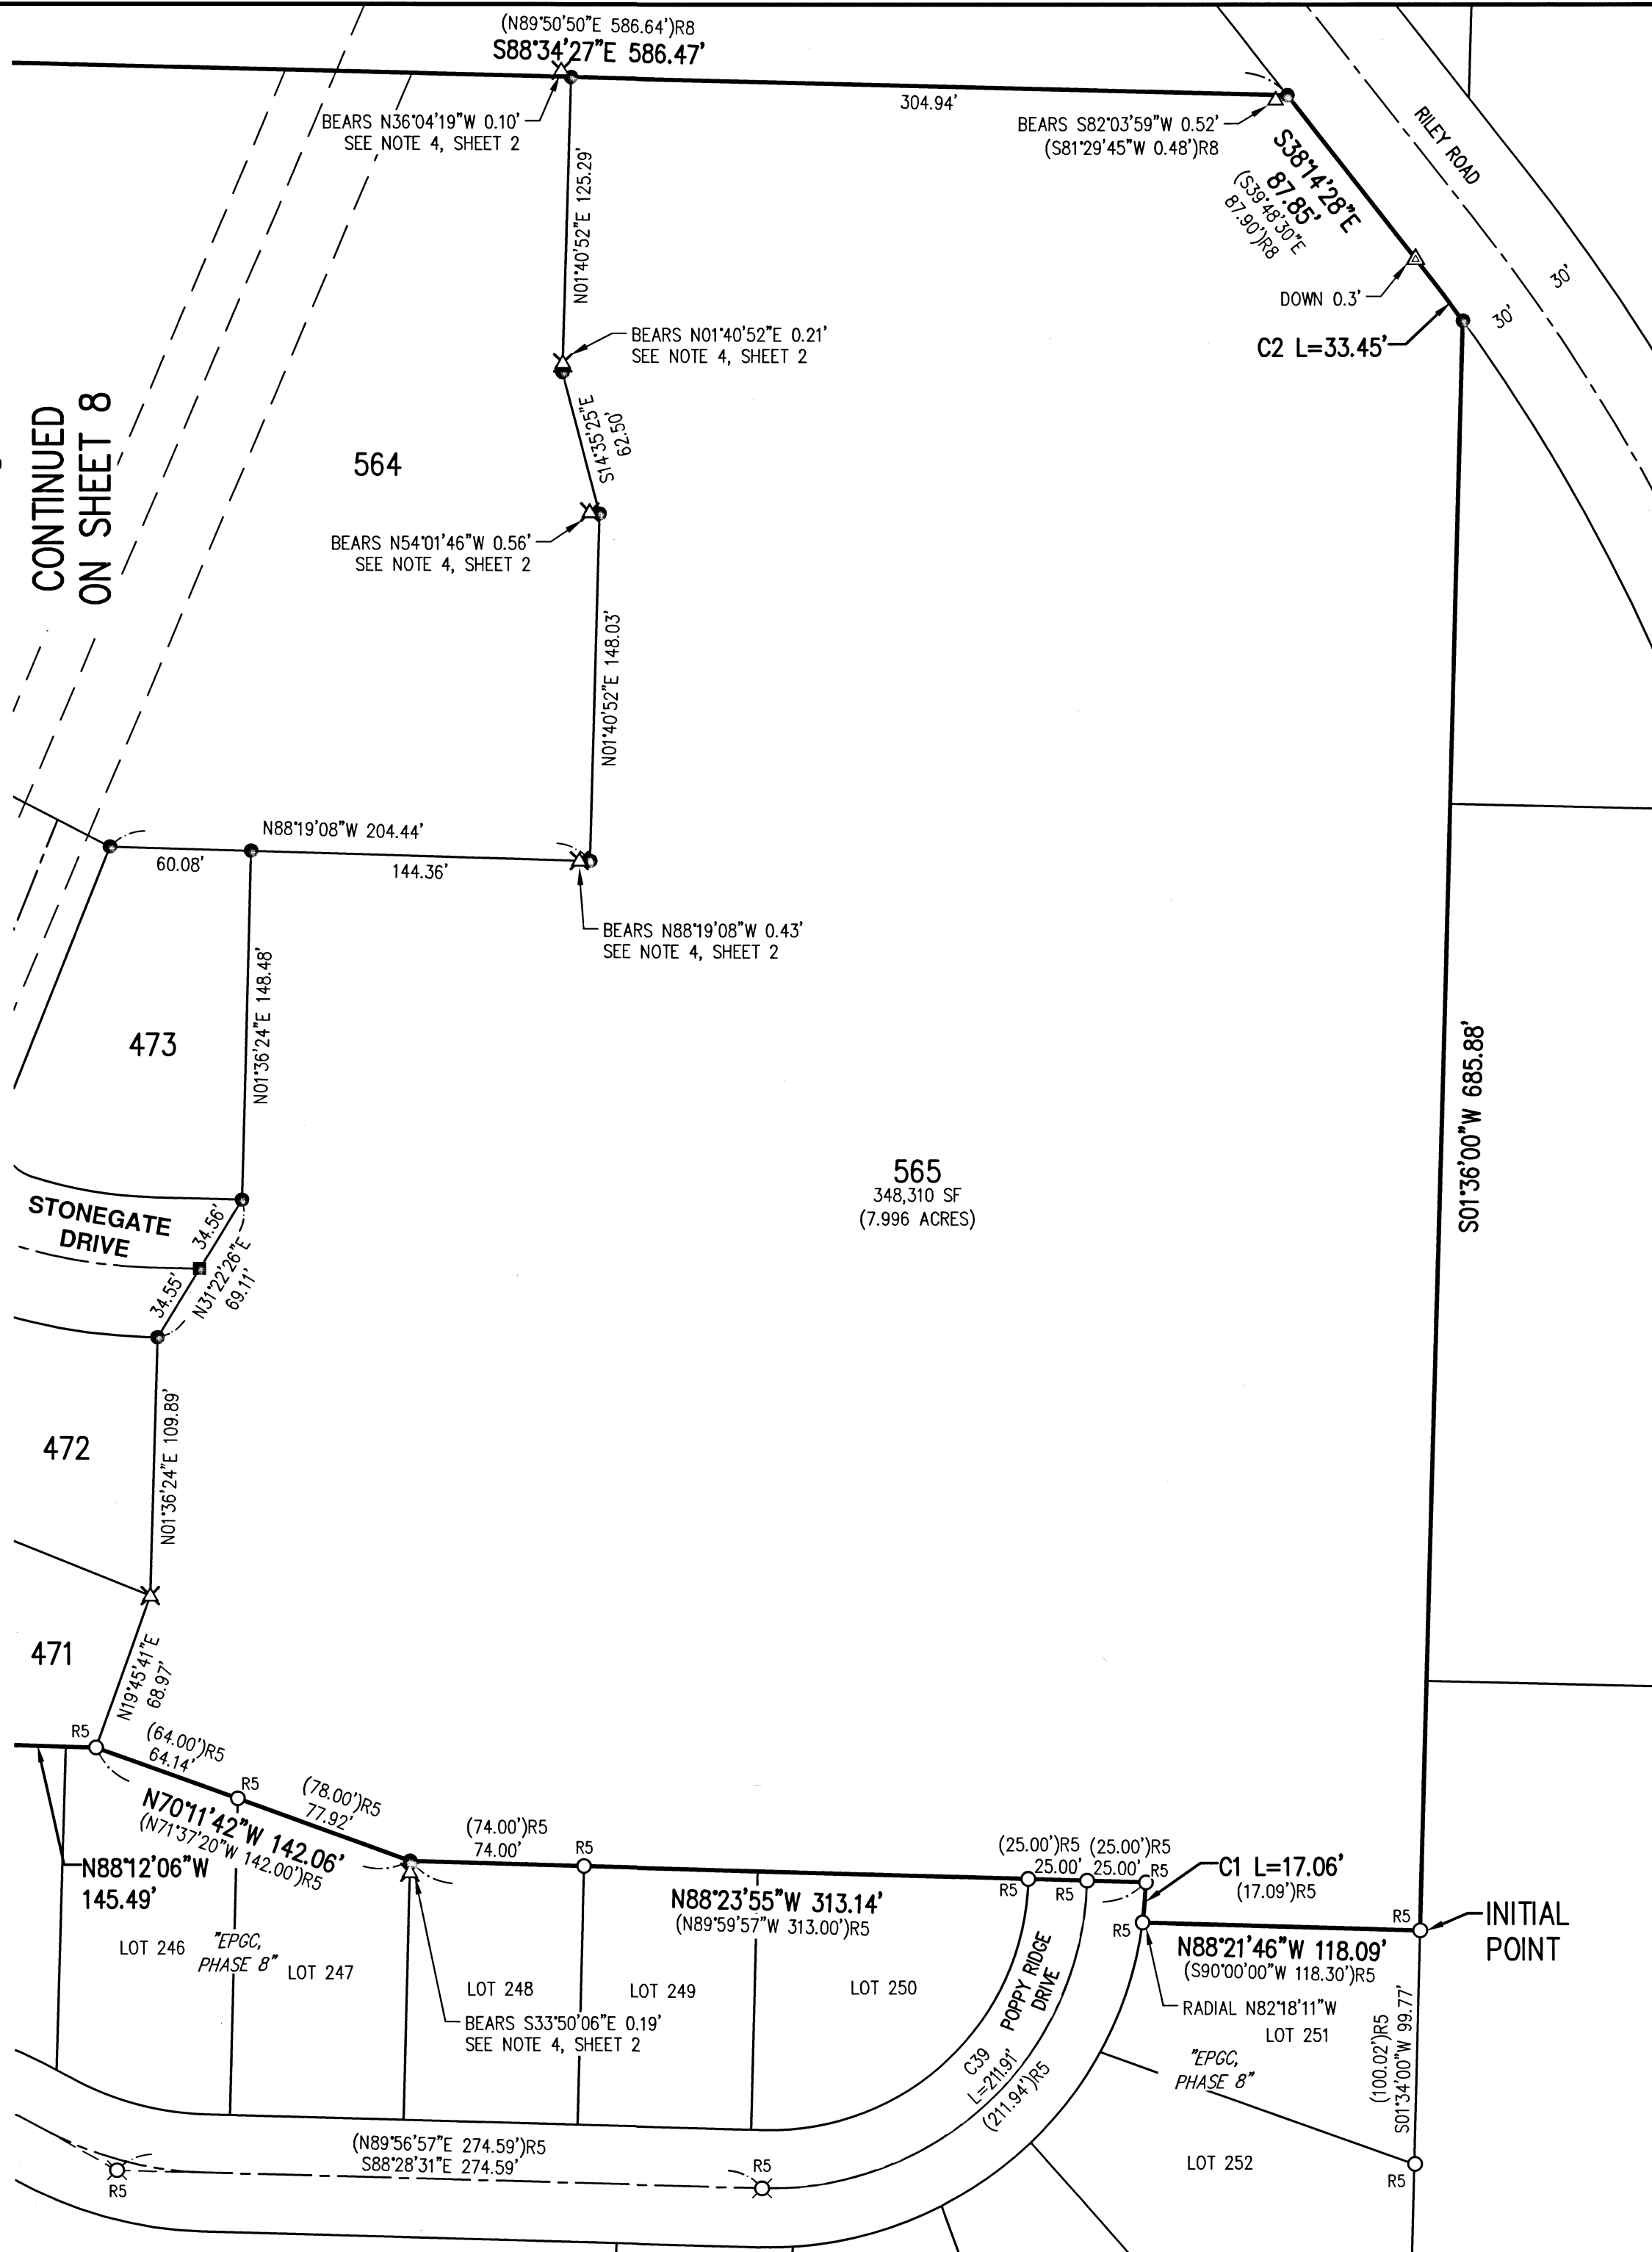 (N89°50'50"E 586.64')R8
S88°34'27"E 586.47'
304.94'
BEARS N36°04'19"W 0.10'
SEE NOTE 4, SHEET 2
BEARS S82°03'59"W 0.52'
(S81°29'45"W 0.48')R8
RILEY ROAD
S38°14'28"E
87.85'
(S39°48'30"E
87.90')R8
30'
30'
DOWN 0.3'
C2 L=33.45'
N01°40'52"E 125.29'
BEARS N01°40'52"E 0.21'
SEE NOTE 4, SHEET 2
CONTINUED
ON SHEET 8
564
S14°35'25"E
62.50'
BEARS N54°01'46"W 0.56'
SEE NOTE 4, SHEET 2
N01°40'52"E 148.03'
N88°19'08"W 204.44'
60.08'
144.36'
BEARS N88°19'08"W 0.43'
SEE NOTE 4, SHEET 2
473
N01°36'24"E 148.48'
S01°36'00"W 685.88'
565
348,310 SF
(7.996 ACRES)
STONEGATE
DRIVE
34.56'
34.55'
N31°22'26"E
69.11'
472
N01°36'24"E 109.89'
471
N19°45'41"E
68.97'
R5
(64.00')R5
64.14'
R5
(78.00')R5
77.92'
N70°11'42"W 142.06'
(N71°37'20"W 142.00')R5
N88°12'06"W
145.49'
(74.00')R5
74.00'
R5
N88°23'55"W 313.14'
(N89°59'57"W 313.00')R5
(25.00')R5
25.00'
(25.00')R5
25.00'
R5
R5
R5
C1 L=17.06'
(17.09')R5
R5
R5
INITIAL
POINT
N88°21'46"W 118.09'
(S90°00'00"W 118.30')R5
RADIAL N82°18'11"W
LOT 251
LOT 246
"EPGC,
PHASE 8"
LOT 247
LOT 248
LOT 249
LOT 250
BEARS S33°50'06"E 0.19'
SEE NOTE 4, SHEET 2
POPPY RIDGE
DRIVE
C39
L=211.91'
(211.94')R5
"EPGC,
PHASE 8"
(100.02')R5
S01°34'00"W 99.77'
LOT 252
R5
(N89°56'57"E 274.59')R5
S88°28'31"E 274.59'
R5
R5